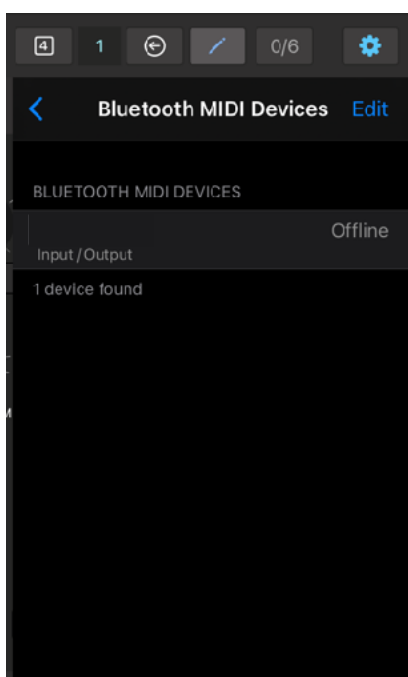 4 1 0/6
Bluetooth MIDI Devices Edit
BLUETOOTH MIDI DEVICES
Offline
Input/Output
1 device found
M